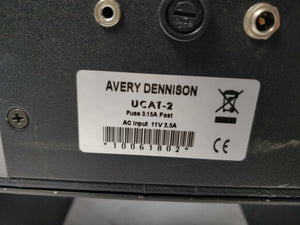 AVERY DENNISON
UCAT-2
Fuse 3.15A Fast
AC Input 11V 2.5A
*10061802*
CE